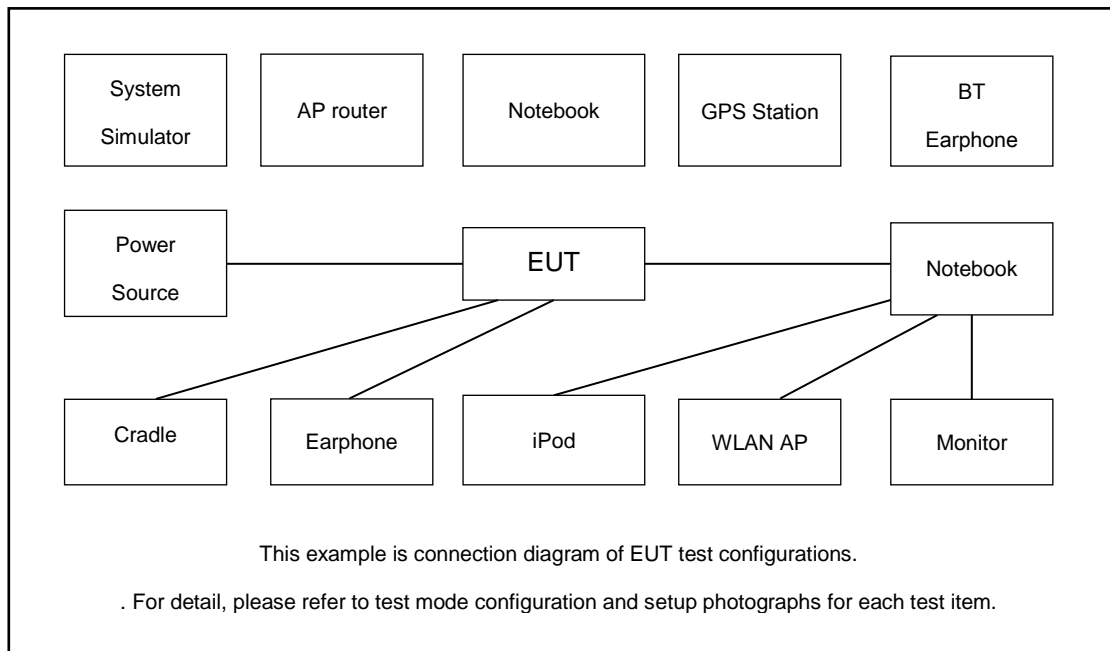 System
Simulator
AP router
Notebook
GPS Station
BT
Earphone
Power
Source
EUT
Notebook
Cradle
Earphone
iPod
WLAN AP
Monitor
This example is connection diagram of EUT test configurations.
. For detail, please refer to test mode configuration and setup photographs for each test item.